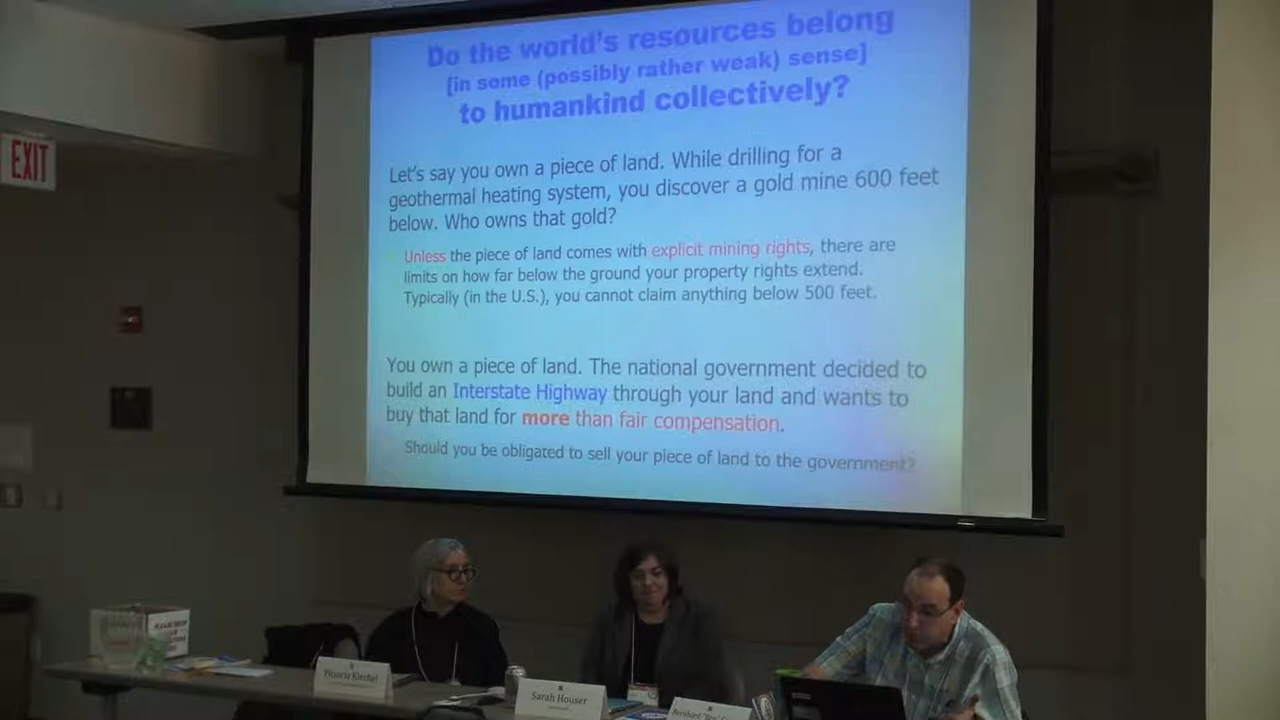 Do the world's resources belong
[in some (possibly rather weak) sense]
to humankind collectively?
Let's say you own a piece of land. While drilling for a
geothermal heating system, you discover a gold mine 600 feet
below. Who owns that gold?
Unless the piece of land comes with explicit mining rights, there are
limits on how far below the ground your property rights extend.
Typically (in the U.S.), you cannot claim anything below 500 feet.
You own a piece of land. The national government decided to
build an Interstate Highway through your land and wants to
buy that land for more than fair compensation.
Should you be obligated to sell your piece of land to the government?
EXIT
Sarah Houser